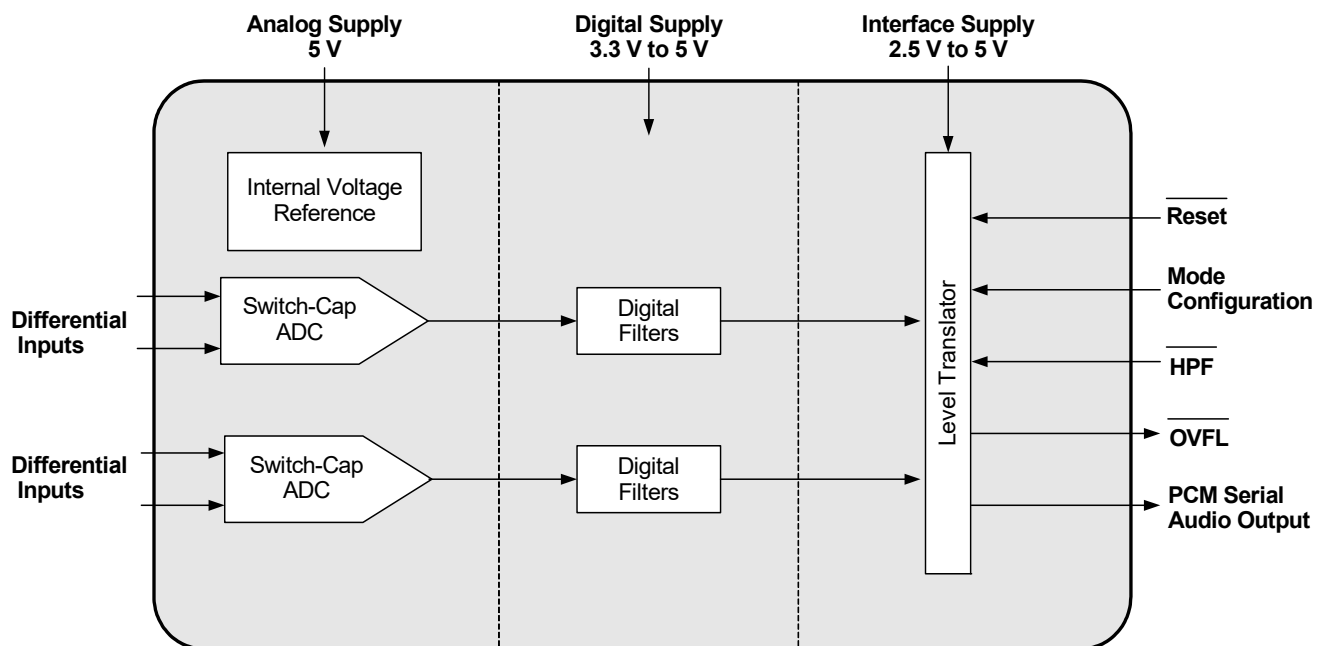 Analog Supply
5 V
Digital Supply
3.3 V to 5 V
Interface Supply
2.5 V to 5 V
Internal Voltage
Reference
Reset
Differential
Inputs
Switch-Cap
ADC
Digital
Filters
Level Translator
Mode
Configuration
HPF
Differential
Inputs
Switch-Cap
ADC
Digital
Filters
OVFL
PCM Serial
Audio Output